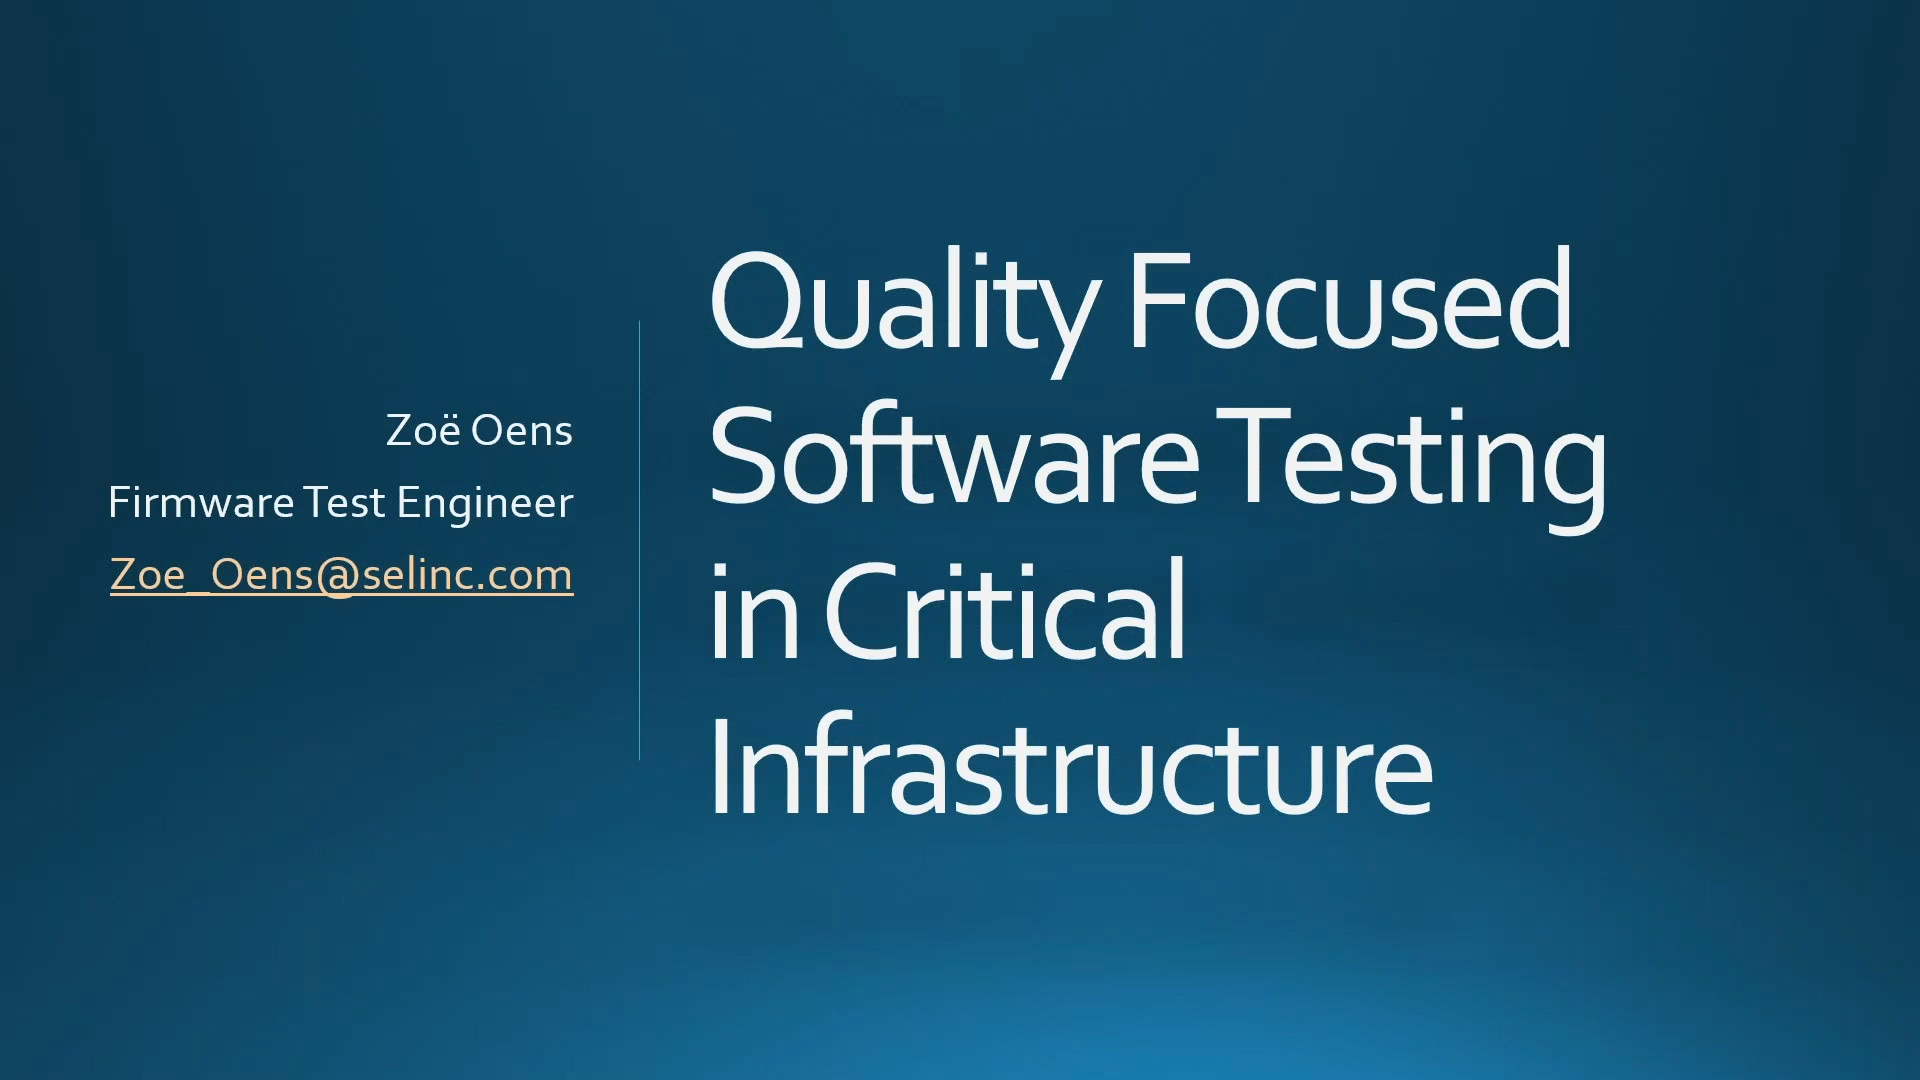 Zoë Oens
Firmware Test Engineer
Zoe_Oens@selinc.com
Quality Focused
Software Testing
in Critical
Infrastructure